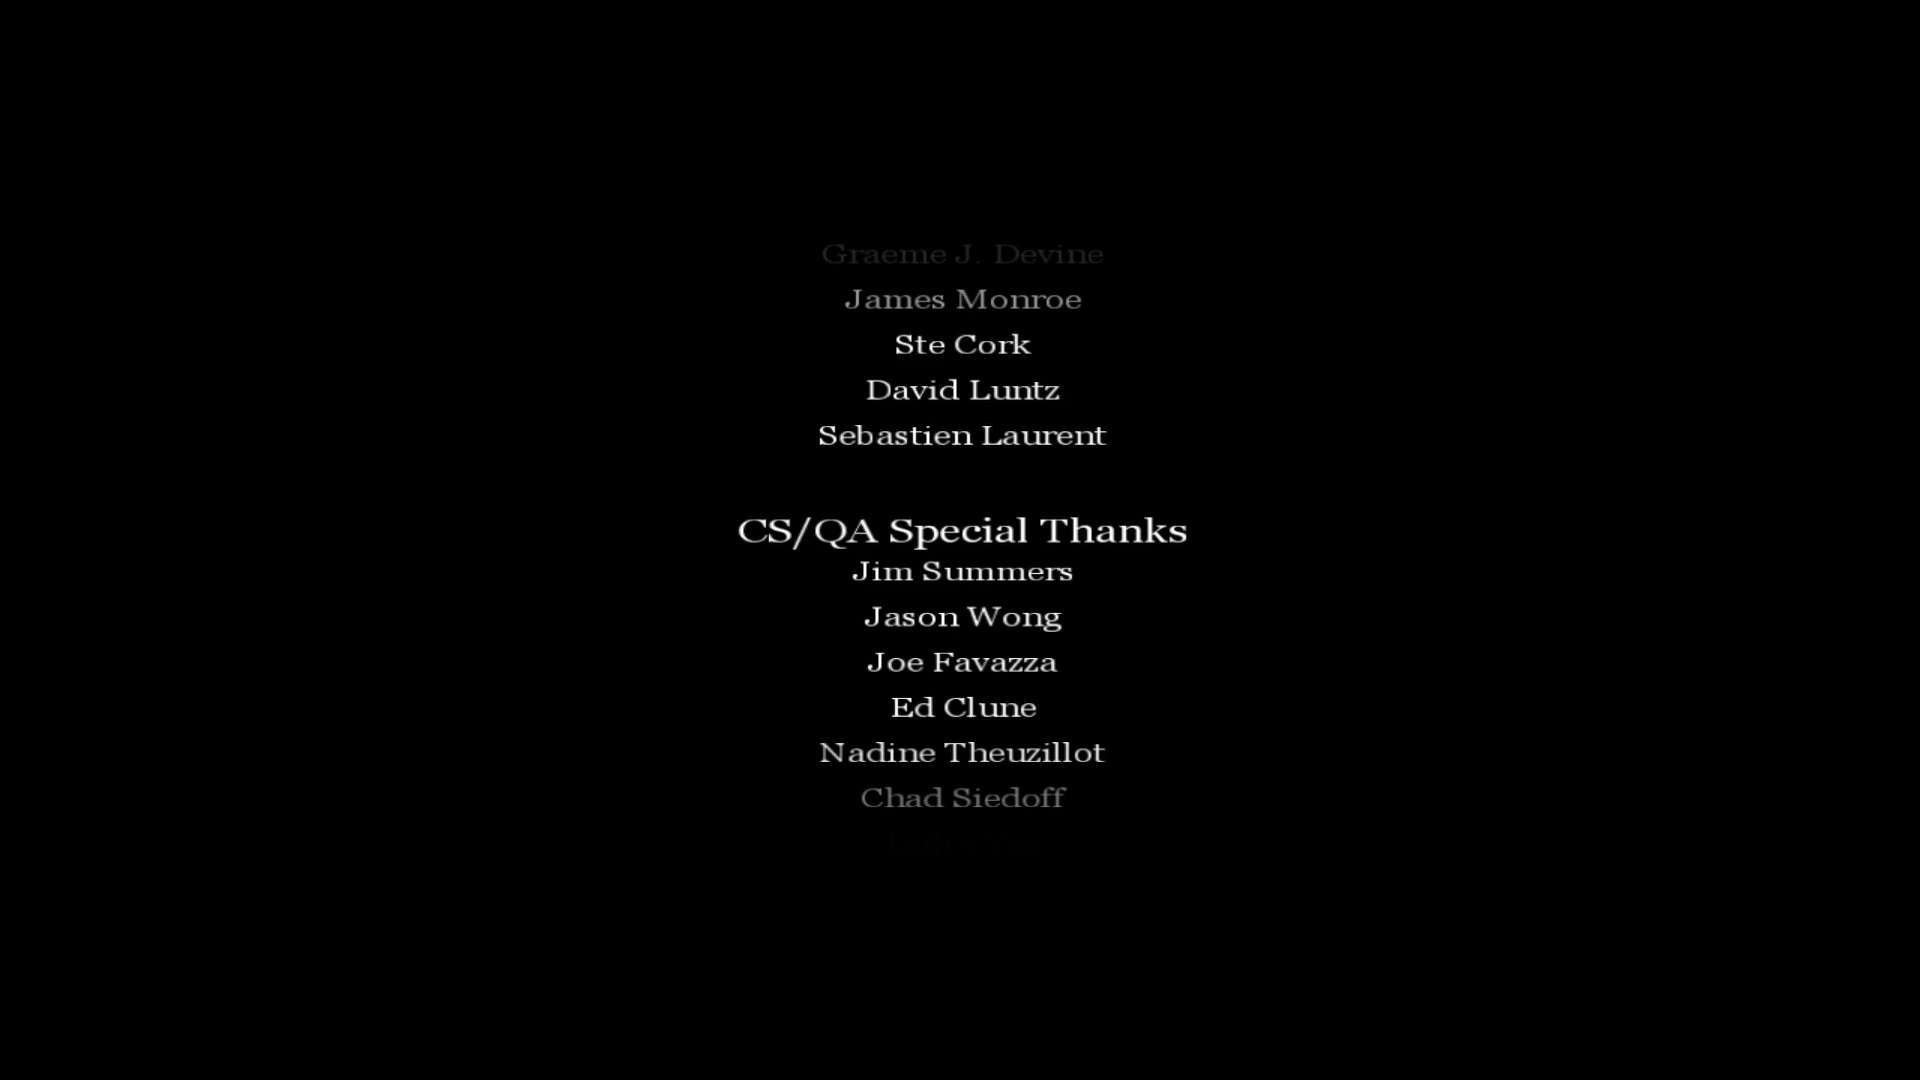 Graeme J. Devine
James Monroe
Ste Cork
David Luntz
Sebastien Laurent
CS/QA Special Thanks
Jim Summers
Jason Wong
Joe Favazza
Ed Clune
Nadine Theuzillot
Chad Siedoff